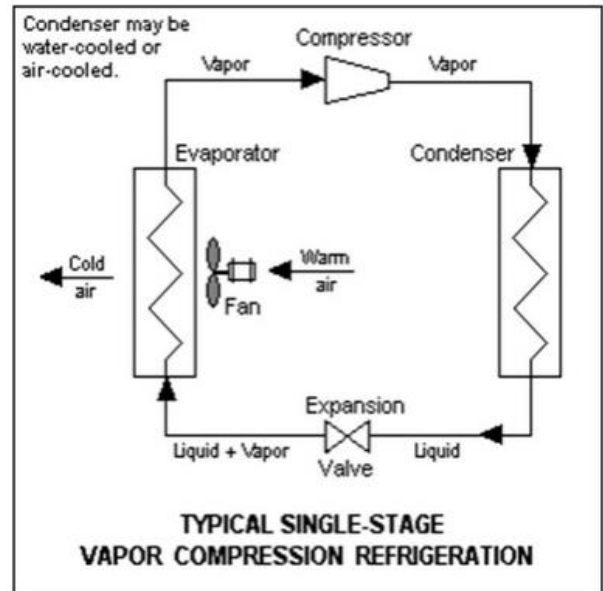 Condenser may be
water-cooled or
air-cooled.
Compressor
Vapor
Vapor
Evaporator
Condenser
Cold
air
Warm
air
Fan
Expansion
Valve
Liquid + Vapor
Liquid
TYPICAL SINGLE-STAGE
VAPOR COMPRESSION REFRIGERATION